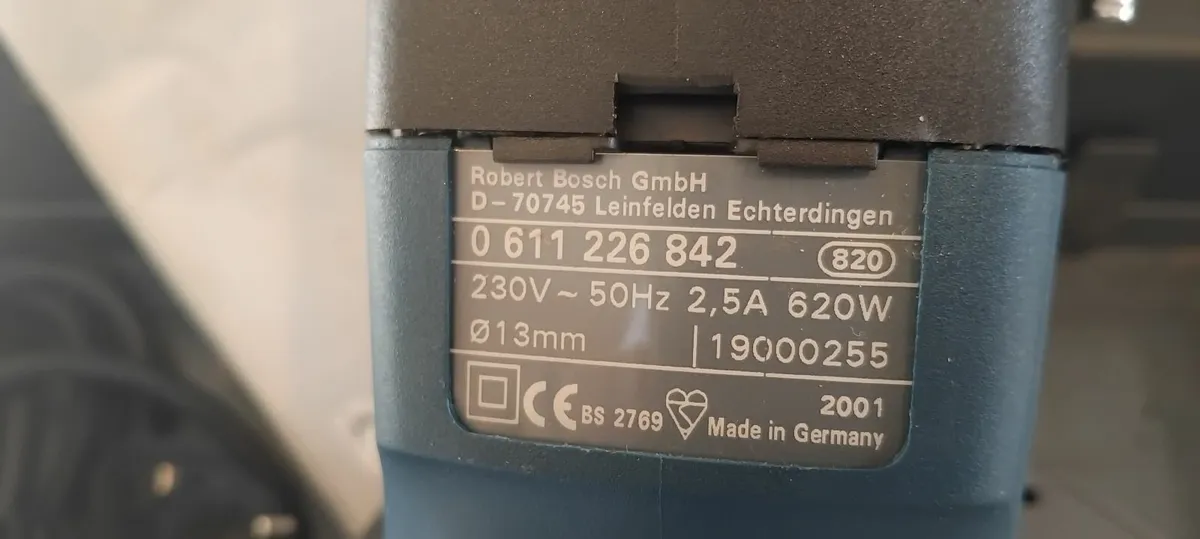 Robert Bosch GmbH
D-70745 Leinfelden Echterdingen
0 611 226 842 820
230V~ 50Hz 2,5A 620W
Ø13mm 19000255
CE BS 2769 2001
Made in Germany